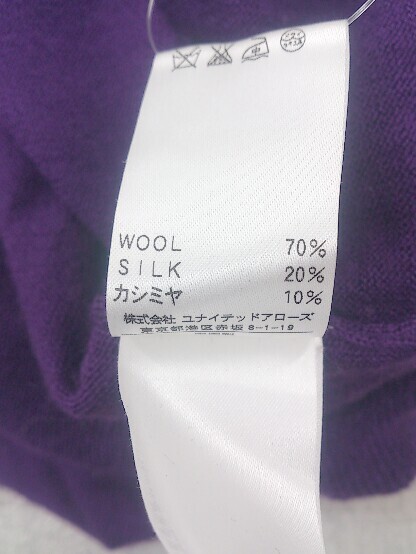 WOOL 70%
SILK 20%
カシミヤ 10%
株式会社 ユナイテッドアローズ
東京都港区赤坂 8-1-19